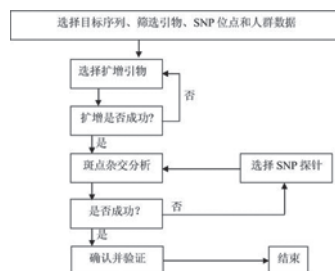 选择目标序列、筛选引物、SNP 位点和人群数据
选择扩增引物
否
扩增是否成功?
是
斑点杂交分析
选择 SNP 探针
是否成功？
否
是
确认并验证
结束